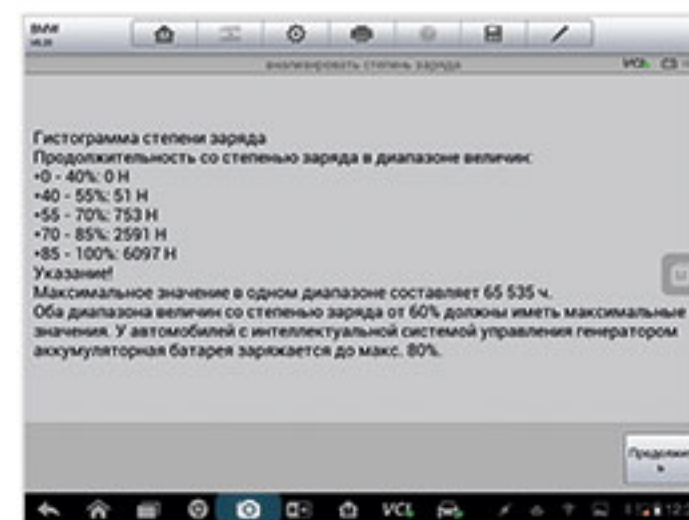 BMW
анализировать степень заряда
VCI
Гистограмма степени заряда
Продолжительность со степенью заряда в диапазоне величин:
•0 - 40%: 0 H
•40 - 55%: 51 H
•55 - 70%: 753 H
•70 - 85%: 2591 H
•85 - 100%: 6097 H
Указание!
Максимальное значение в одном диапазоне составляет 65 535 ч.
Оба диапазона величин со степенью заряда от 60% должны иметь максимальные
значения. У автомобилей с интеллектуальной системой управления генератором
аккумуляторная батарея заряжается до макс. 80%.
Продолжит
ь
VCI